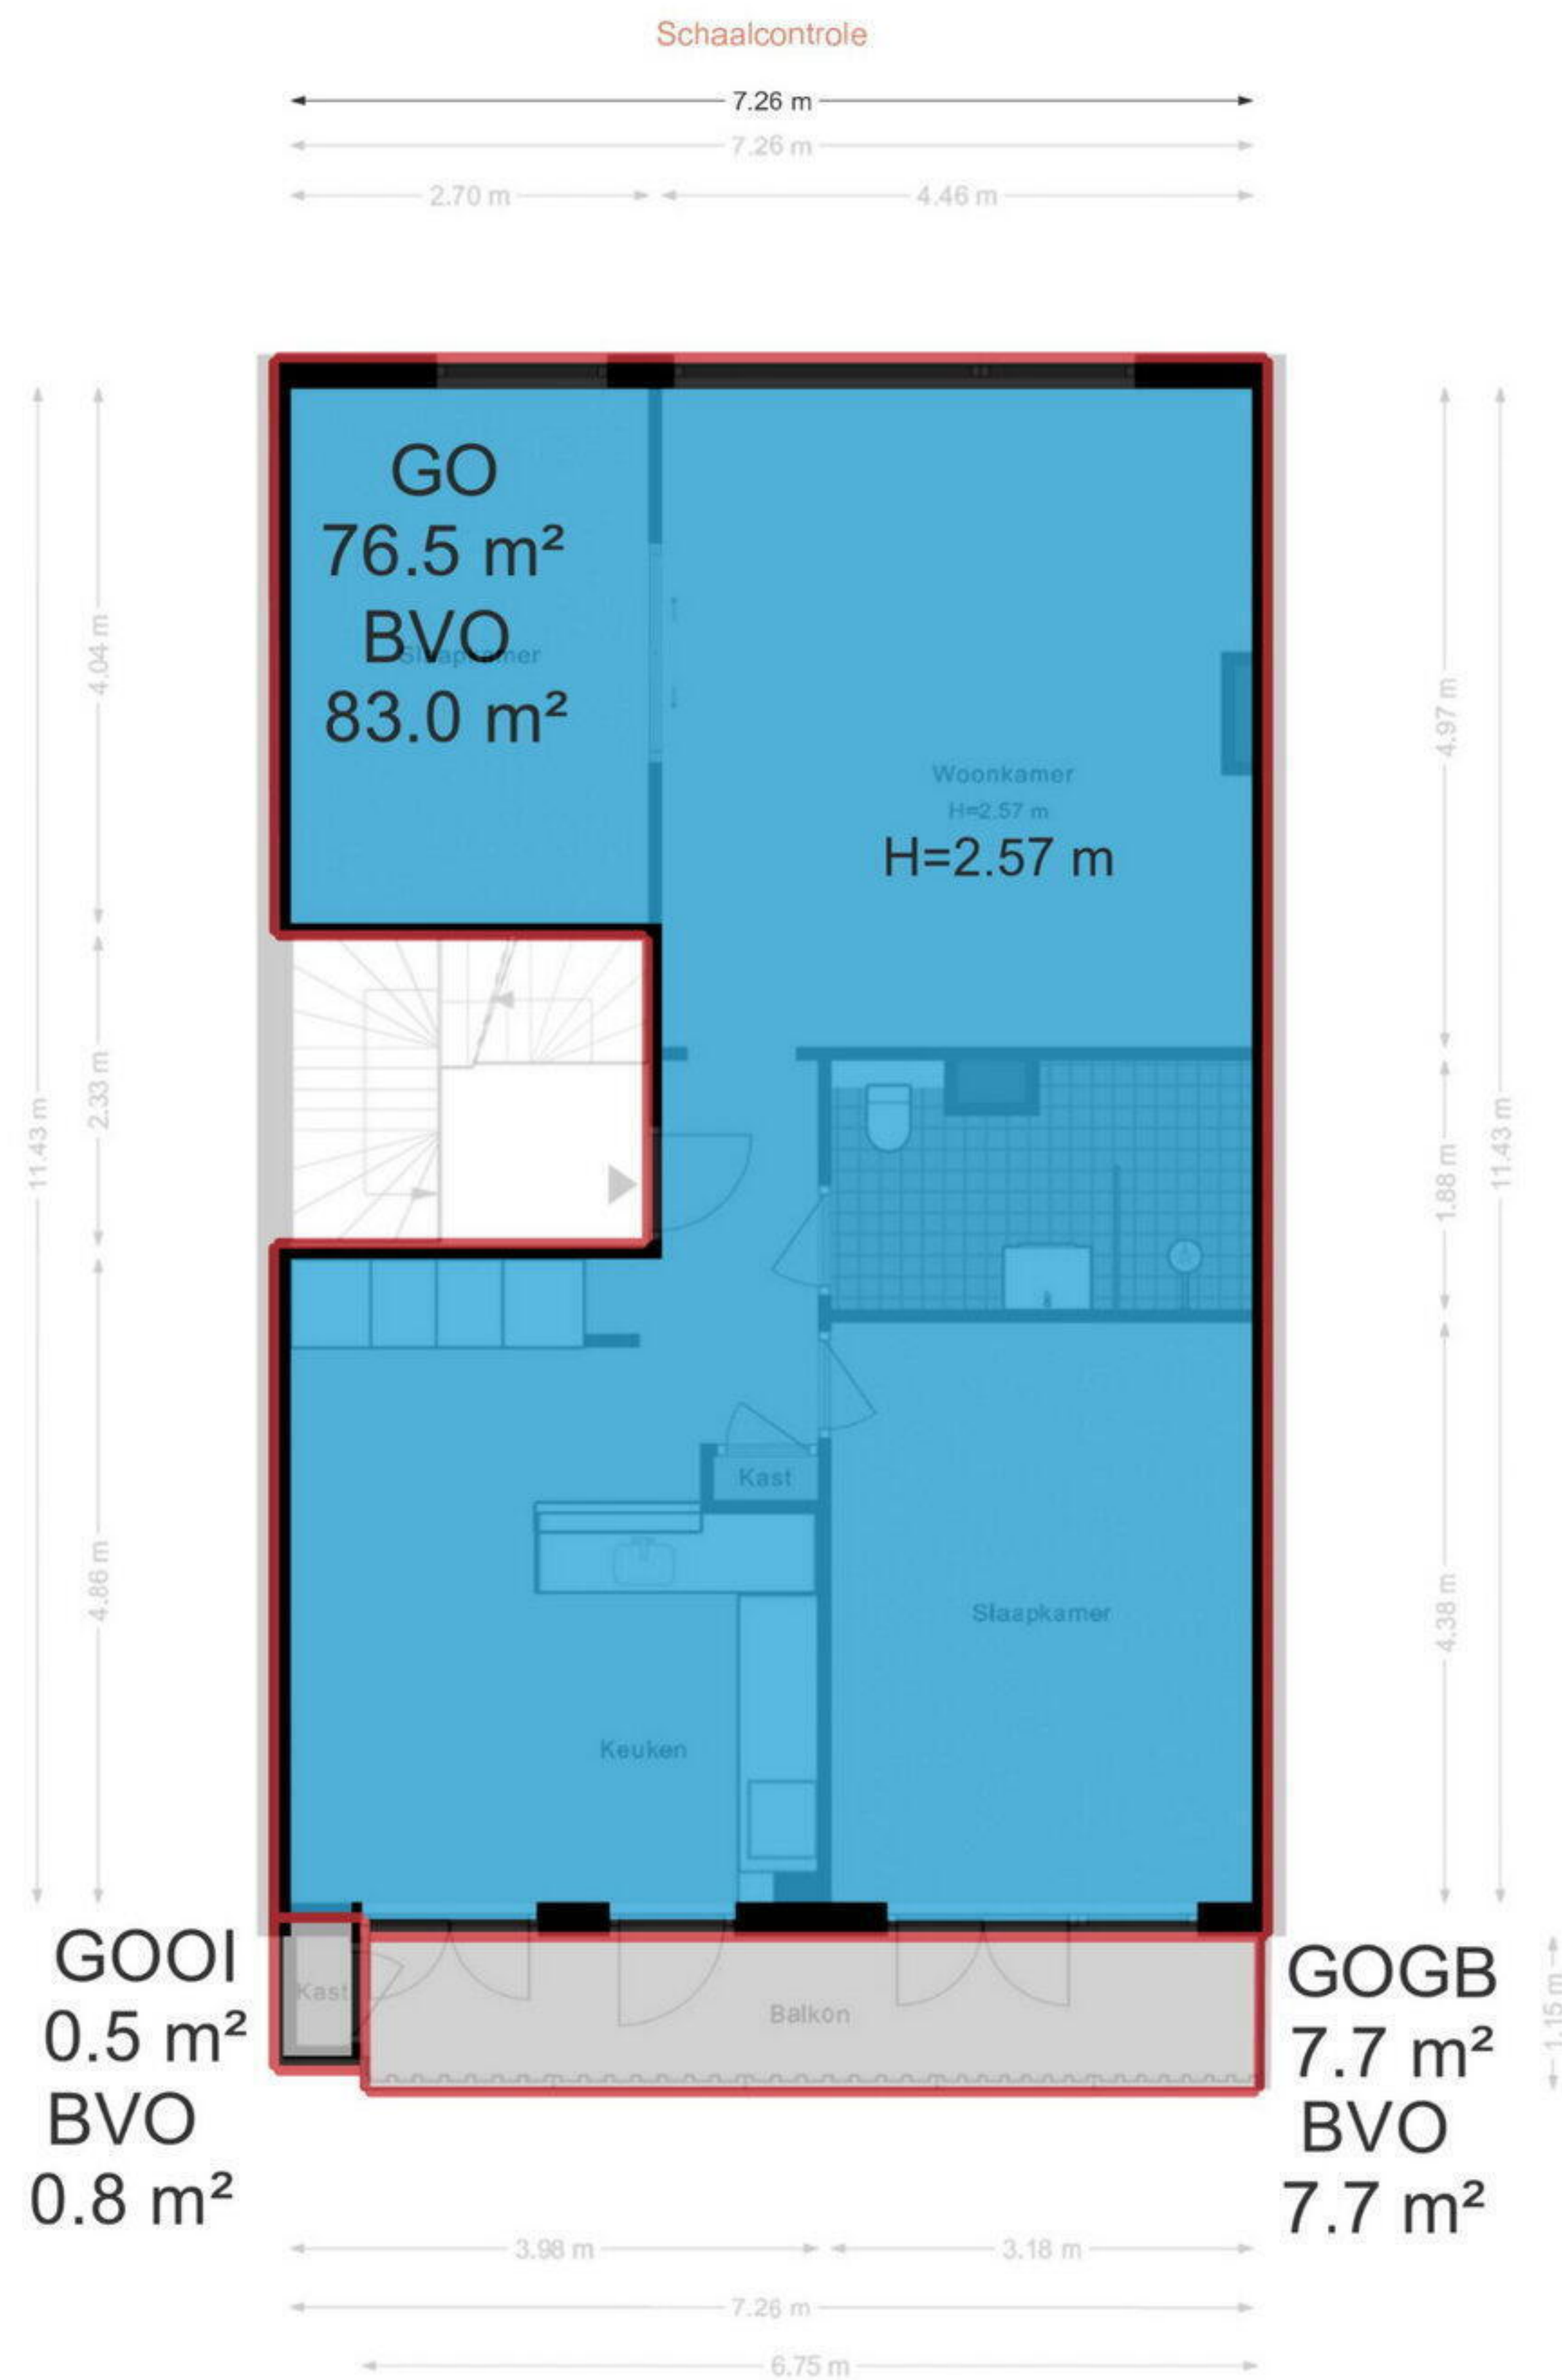 Schaalcontrole
7.26 m
7.26 m
2.70 m
4.46 m
GO
76.5 m²
BVO
83.0 m²
Slaapkamer
Woonkamer
H=2.57 m
H=2.57 m
4.04 m
2.33 m
11.43 m
4.86 m
4.97 m
1.88 m
11.43 m
4.38 m
Kast
Slaapkamer
Keuken
GOOI
0.5 m²
BVO
0.8 m²
Kast
Balkon
GOGB
7.7 m²
BVO
7.7 m²
1.15 m
3.98 m
3.18 m
7.26 m
6.75 m